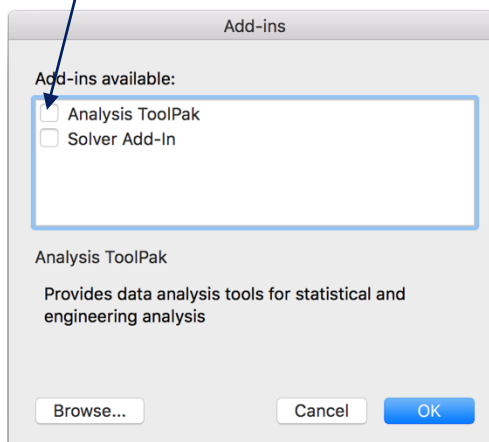 Add-ins
Add-ins available:
Analysis ToolPak
Solver Add-In
Analysis ToolPak
Provides data analysis tools for statistical and
engineering analysis
Browse...
Cancel
OK